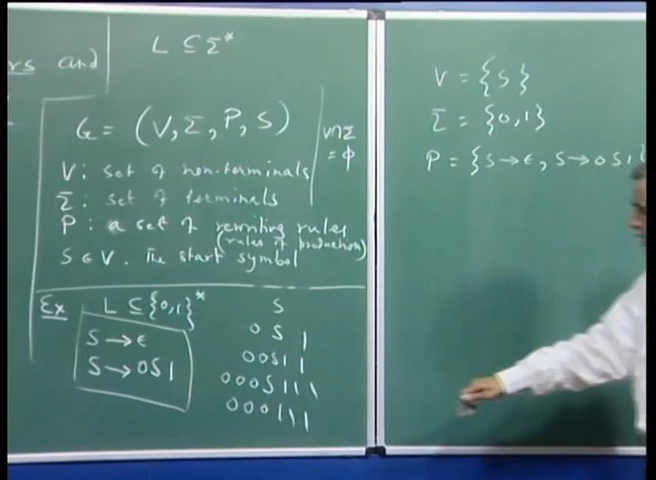 rs and
L ⊆ Σ*
G = (V, Σ, P, S)
V∩Σ
= φ
V : set of non-terminals
Σ : set of terminals
P : a set of rewriting rules
(rules of production)
S ∈ V. The start symbol
Ex L ⊆ {0,1}*
S → ε
S → 0S1
S
0 S 1
00S11
000S111
000111
V = {S}
Σ = {0,1}
P = {S → ε, S → 0S1}